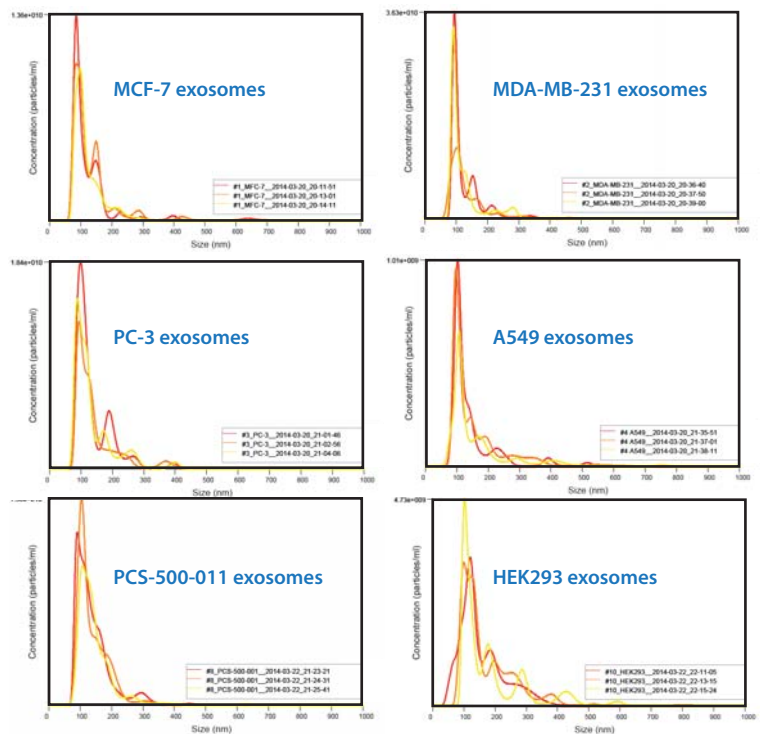 1.36e+010
Concentration (particles/ml)
MCF-7 exosomes
#1_MFC-7__2014-03-20_20-11-51
#1_MFC-7__2014-03-20_20-13-01
#1_MFC-7__2014-03-20_20-14-11
0 100 200 300 400 500 600 700 800 900 1000
Size (nm)
3.63e+010
Concentration (particles/ml)
MDA-MB-231 exosomes
#2_MDA-MB-231__2014-03-20_20-36-40
#2_MDA-MB-231__2014-03-20_20-37-50
#2_MDA-MB-231__2014-03-20_20-39-00
0 100 200 300 400 500 600 700 800 900 1000
Size (nm)
1.84e+010
Concentration (particles/ml)
PC-3 exosomes
#3_PC-3__2014-03-20_21-01-46
#3_PC-3__2014-03-20_21-02-56
#3_PC-3__2014-03-20_21-04-06
0 100 200 300 400 500 600 700 800 900 1000
Size (nm)
1.01e+009
Concentration (particles/ml)
A549 exosomes
#4 A549__2014-03-20_21-35-51
#4 A549__2014-03-20_21-37-01
#4 A549__2014-03-20_21-38-11
0 100 200 300 400 500 600 700 800 900 1000
Size (nm)
Concentration (particles/ml)
PCS-500-011 exosomes
#8_PCS-500-001__2014-03-22_21-23-21
#8_PCS-500-001__2014-03-22_21-24-31
#8_PCS-500-001__2014-03-22_21-25-41
0 100 200 300 400 500 600 700 800 900 1000
Size (nm)
4.73e+009
Concentration (particles/ml)
HEK293 exosomes
#10_HEK293__2014-03-22_22-11-05
#10_HEK293__2014-03-22_22-13-15
#10_HEK293__2014-03-22_22-15-24
0 100 200 300 400 500 600 700 800 900 1000
Size (nm)